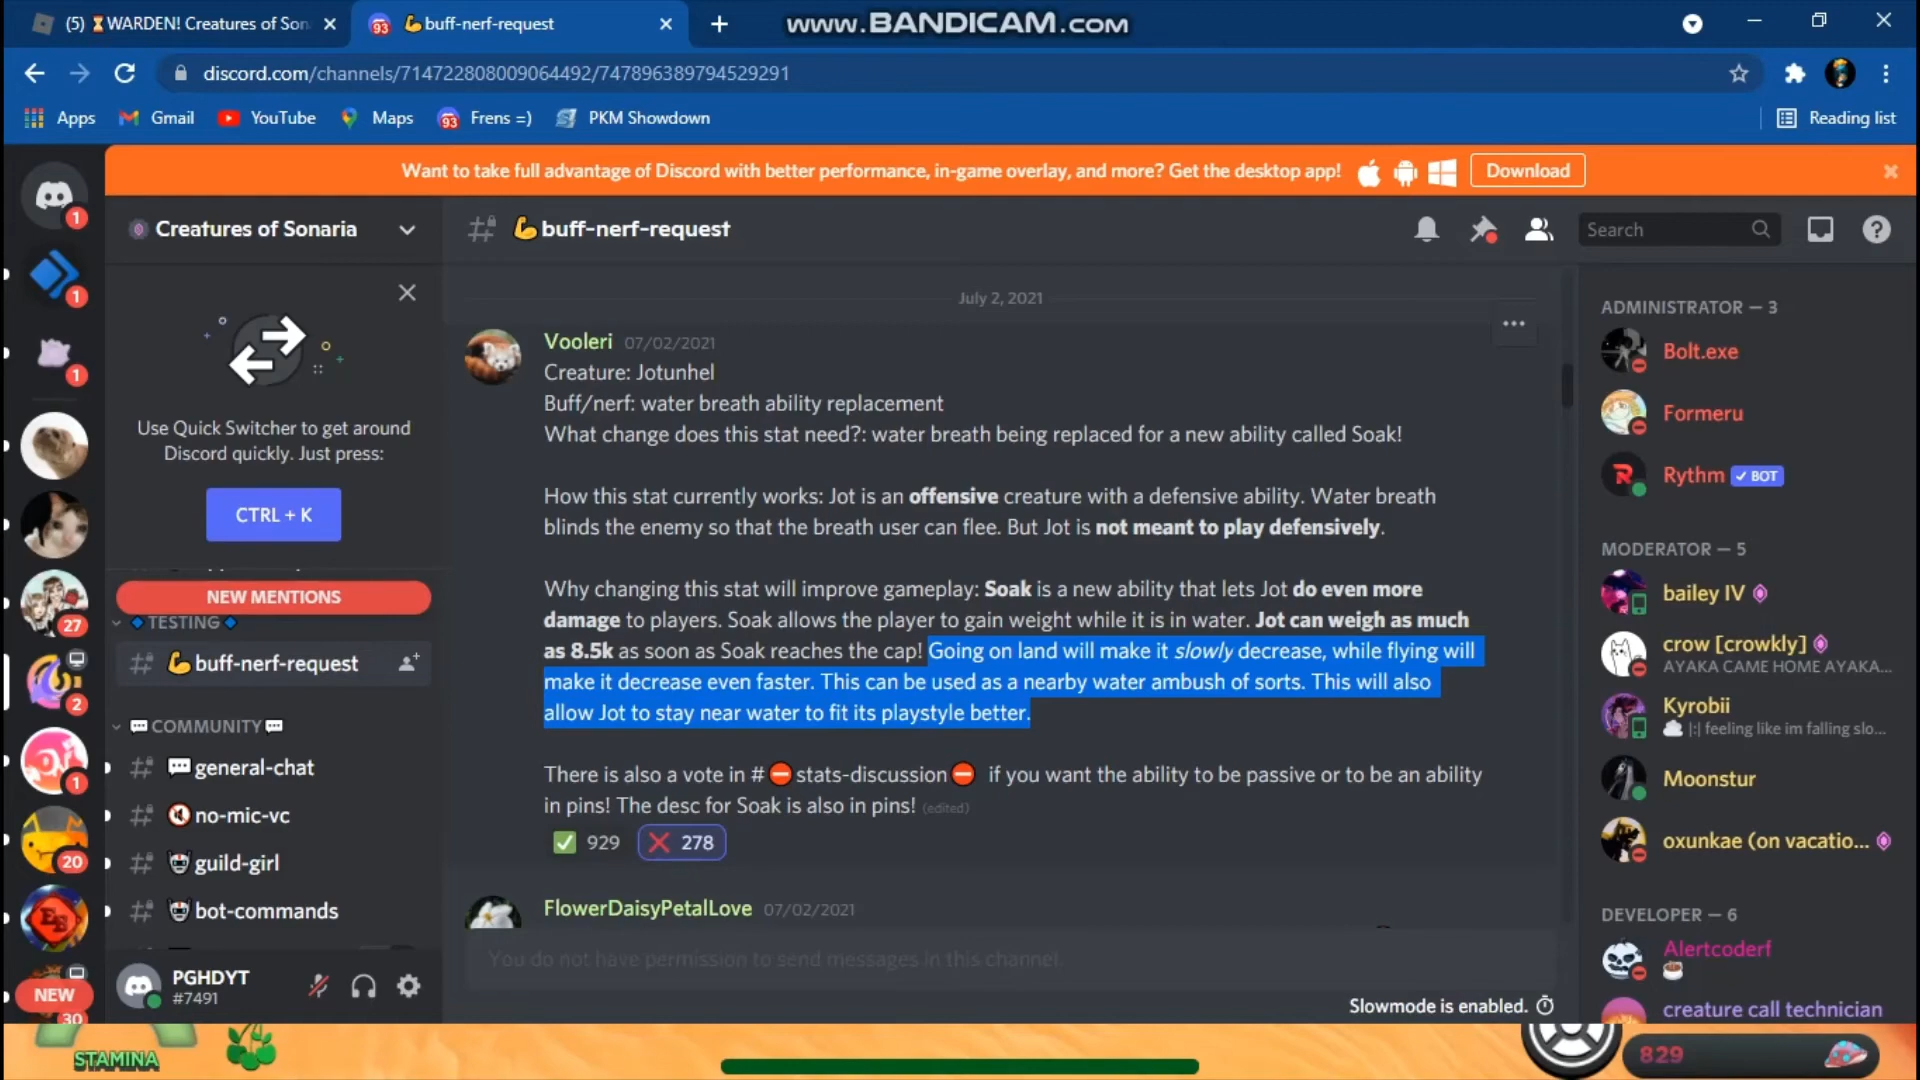 (5) ⏳WARDEN! Creatures of Son
💪buff-nerf-request
www.BANDICAM.com
discord.com/channels/714722808009064492/747896389794529291
Apps
Gmail
YouTube
Maps
93
Frens =)
PKM Showdown
Reading list
Want to take full advantage of Discord with better performance, in-game overlay, and more? Get the desktop app!
Download
Creatures of Sonaria
💪buff-nerf-request
Search
Use Quick Switcher to get around
Discord quickly. Just press:
CTRL + K
NEW MENTIONS
🔹TESTING🔹
💪buff-nerf-request
💬COMMUNITY💬
general-chat
no-mic-vc
guild-girl
bot-commands
1
1
1
27
2
1
20
NEW
30
PGHDYT
#7491
July 2, 2021
Vooleri 07/02/2021
Creature: Jotunhel
Buff/nerf: water breath ability replacement
What change does this stat need?: water breath being replaced for a new ability called Soak!
How this stat currently works: Jot is an offensive creature with a defensive ability. Water breath
blinds the enemy so that the breath user can flee. But Jot is not meant to play defensively.
Why changing this stat will improve gameplay: Soak is a new ability that lets Jot do even more
damage to players. Soak allows the player to gain weight while it is in water. Jot can weigh as much
as 8.5k as soon as Soak reaches the cap! Going on land will make it slowly decrease, while flying will
make it decrease even faster. This can be used as a nearby water ambush of sorts. This will also
allow Jot to stay near water to fit its playstyle better.
There is also a vote in #⛔stats-discussion⛔ if you want the ability to be passive or to be an ability
in pins! The desc for Soak is also in pins! (edited)
✅ 929 ❌ 278
FlowerDaisyPetalLove 07/02/2021
You do not have permission to send messages in this channel.
Slowmode is enabled.
ADMINISTRATOR — 3
Bolt.exe
Formeru
Rythm ✓ BOT
MODERATOR — 5
bailey IV
crow [crowkly]
AYAKA CAME HOME AYAKA...
Kyrobii
|:| feeling like im falling slo...
Moonstur
oxunkae (on vacatio...
DEVELOPER — 6
Alertcoderf
creature call technician
STAMINA
829